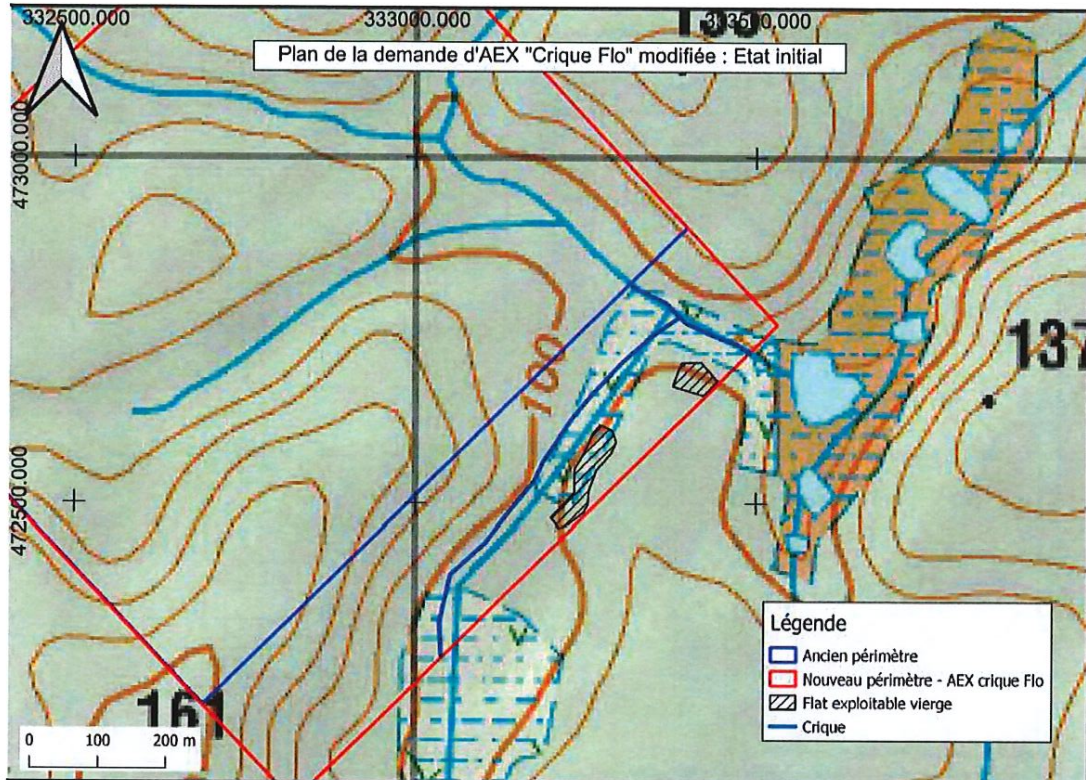 332500.000
333000.000
333500.000
Plan de la demande d'AEX "Crique Flo" modifiée : Etat initial
473000.000
100
137
472500.000
161
Légende
Ancien périmètre
Nouveau périmètre - AEX crique Flo
Flat exploitable vierge
Crique
0 100 200 m